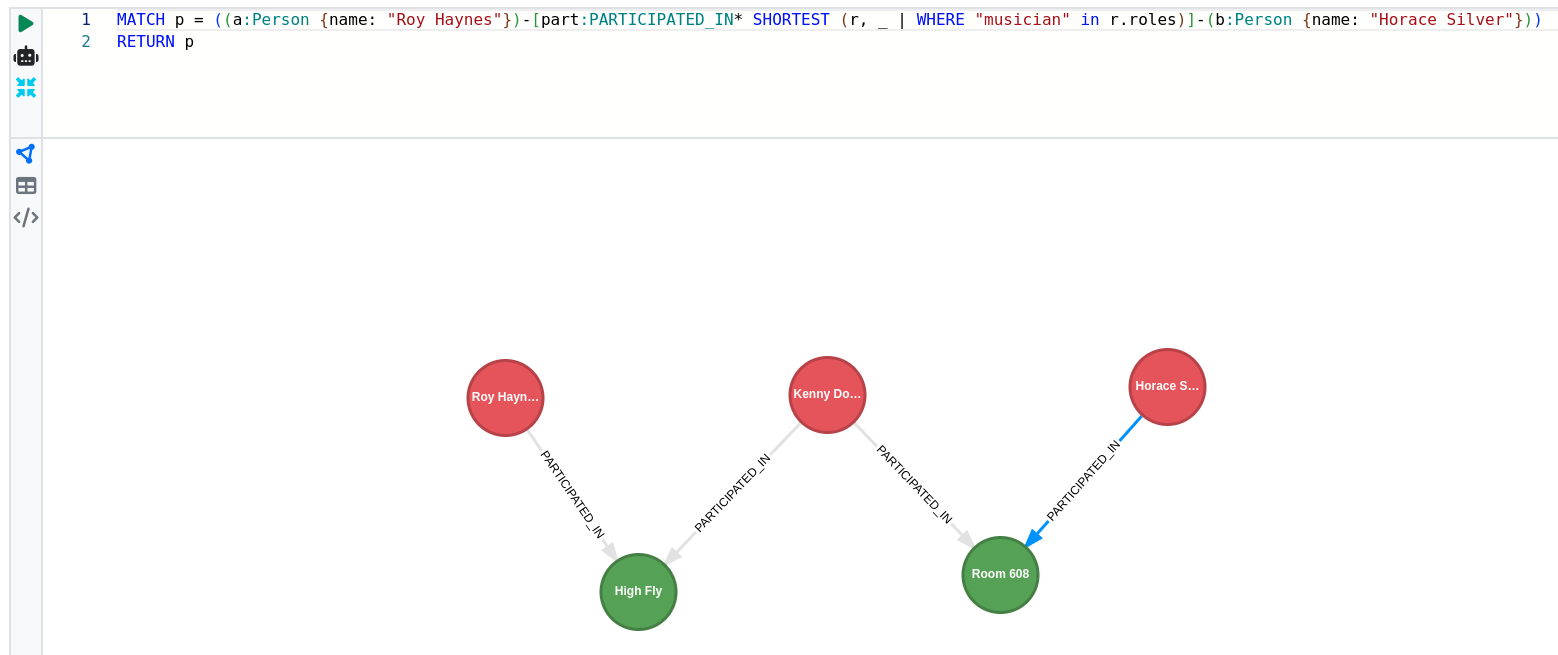 1 MATCH p = ((a:Person {name: "Roy Haynes"})-[part:PARTICIPATED_IN* SHORTEST (r, _ | WHERE "musician" in r.roles)]-(b:Person {name: "Horace Silver"}))
2 RETURN p
Roy Hayn...
Kenny Do...
Horace S...
PARTICIPATED_IN
PARTICIPATED_IN
PARTICIPATED_IN
PARTICIPATED_IN
High Fly
Room 608